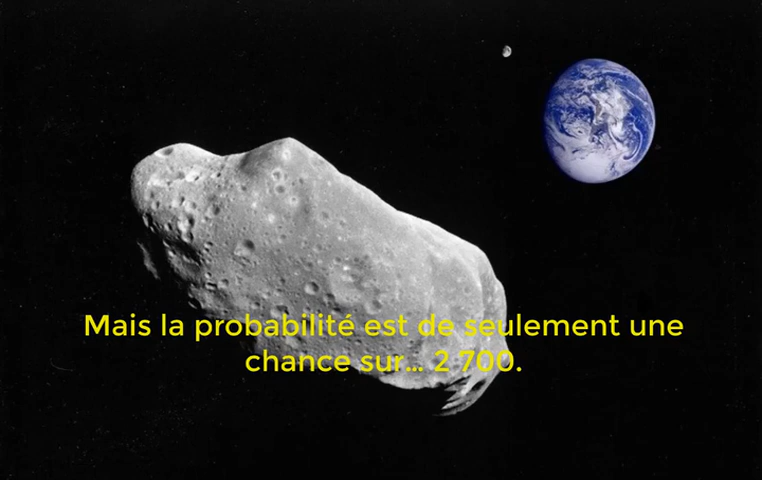 Mais la probabilité est de seulement une
chance sur... 2 700.